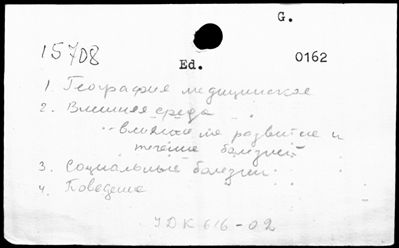 G.
15708
Ed. 0162
1. География медицинское
2. Внешняя среда
" - влияние на развитие и
течение болезней
3. Социальные болезни
4. Поведение
УДК 616-02